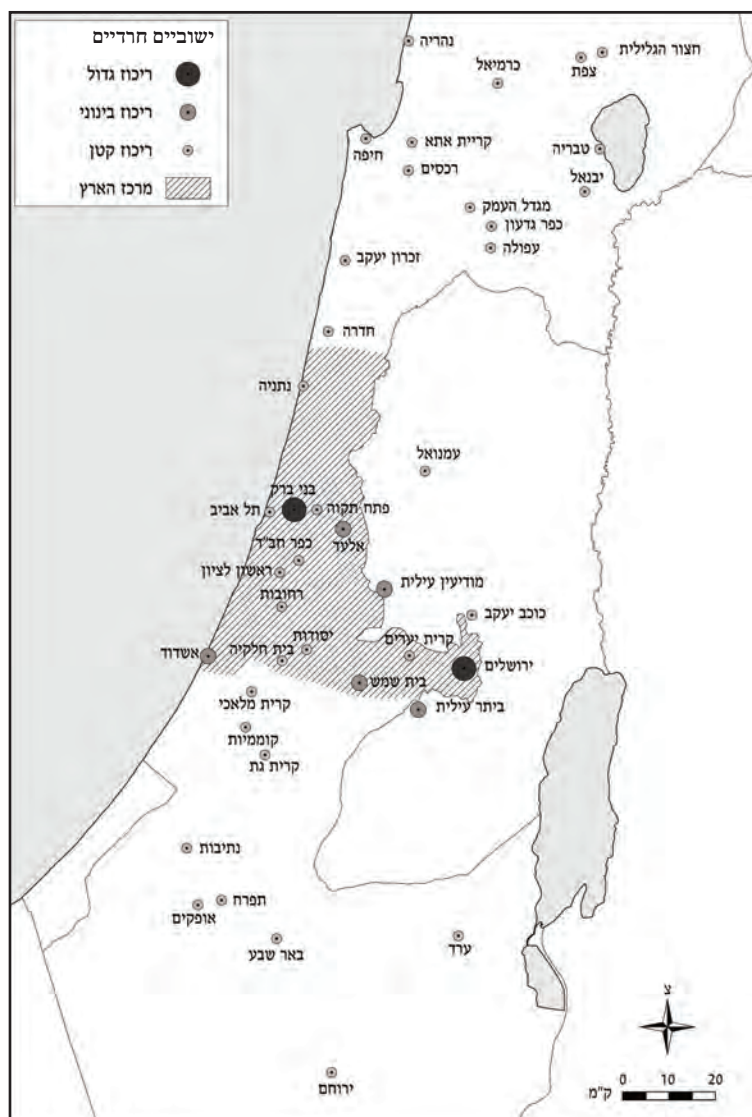 ישוביים חרדיים
ריכוז גדול
ריכוז בינוני
ריכוז קטן
מרכז הארץ
נהריה
חצור הגלילית
צפת
כרמיאל
חיפה
קריית אתא
טבריה
רכסים
יבנאל
מגדל העמק
כפר גדעון
עפולה
זכרון יעקב
חדרה
נתניה
עמנואל
בני ברק
תל אביב
פתח תקוה
אלעד
כפר חב"ד
ראשון לציון
מודיעין עילית
רחובות
כוכב יעקב
יסודות
קרית יערים
אשדוד
בית חלקיה
ירושלים
בית שמש
קרית מלאכי
ביתר עילית
קוממיות
קרית גת
נתיבות
תפרח
אופקים
באר שבע
ערד
ירוחם
צ
ק"מ
0 10 20